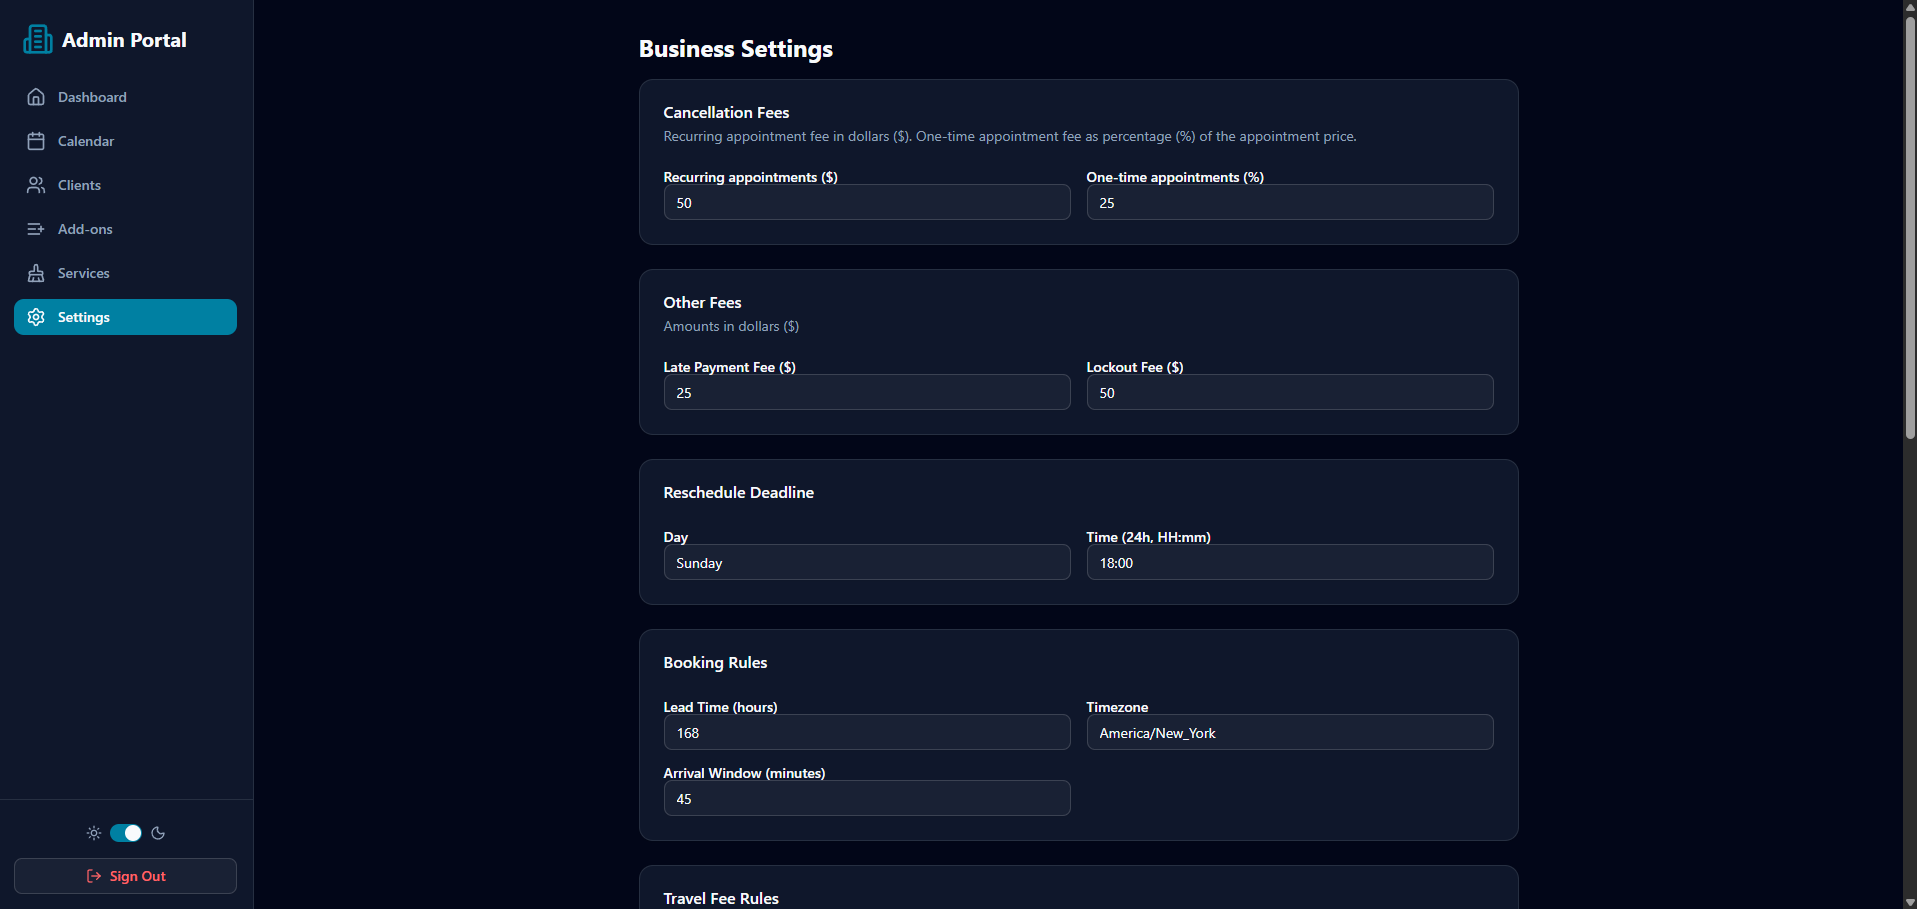 Admin Portal
Dashboard
Calendar
Clients
Add-ons
Services
Settings
Sign Out
Business Settings
Cancellation Fees
Recurring appointment fee in dollars ($). One-time appointment fee as percentage (%) of the appointment price.
Recurring appointments ($)
50
One-time appointments (%)
25
Other Fees
Amounts in dollars ($)
Late Payment Fee ($)
25
Lockout Fee ($)
50
Reschedule Deadline
Day
Sunday
Time (24h, HH:mm)
18:00
Booking Rules
Lead Time (hours)
168
Timezone
America/New_York
Arrival Window (minutes)
45
Travel Fee Rules